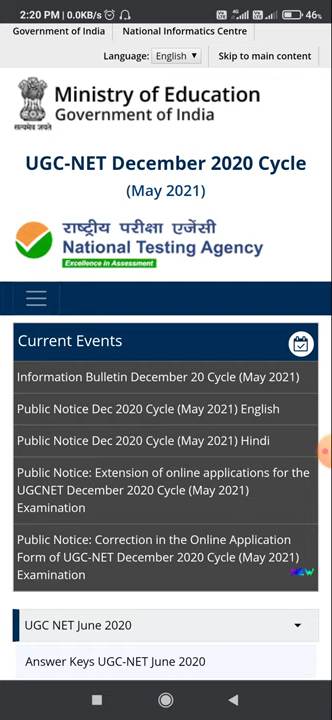 2:20 PM | 0.0KB/s
46%
Government of India
National Informatics Centre
Language: English
Skip to main content
Ministry of Education
Government of India
सत्यमेव जयते
UGC-NET December 2020 Cycle
(May 2021)
राष्ट्रीय परीक्षा एजेंसी
National Testing Agency
Excellence in Assessment
Current Events
Information Bulletin December 20 Cycle (May 2021)
Public Notice Dec 2020 Cycle (May 2021) English
Public Notice Dec 2020 Cycle (May 2021) Hindi
Public Notice: Extension of online applications for the
UGCNET December 2020 Cycle (May 2021)
Examination
Public Notice: Correction in the Online Application
Form of UGC-NET December 2020 Cycle (May 2021)
Examination
NEW
UGC NET June 2020
Answer Keys UGC-NET June 2020